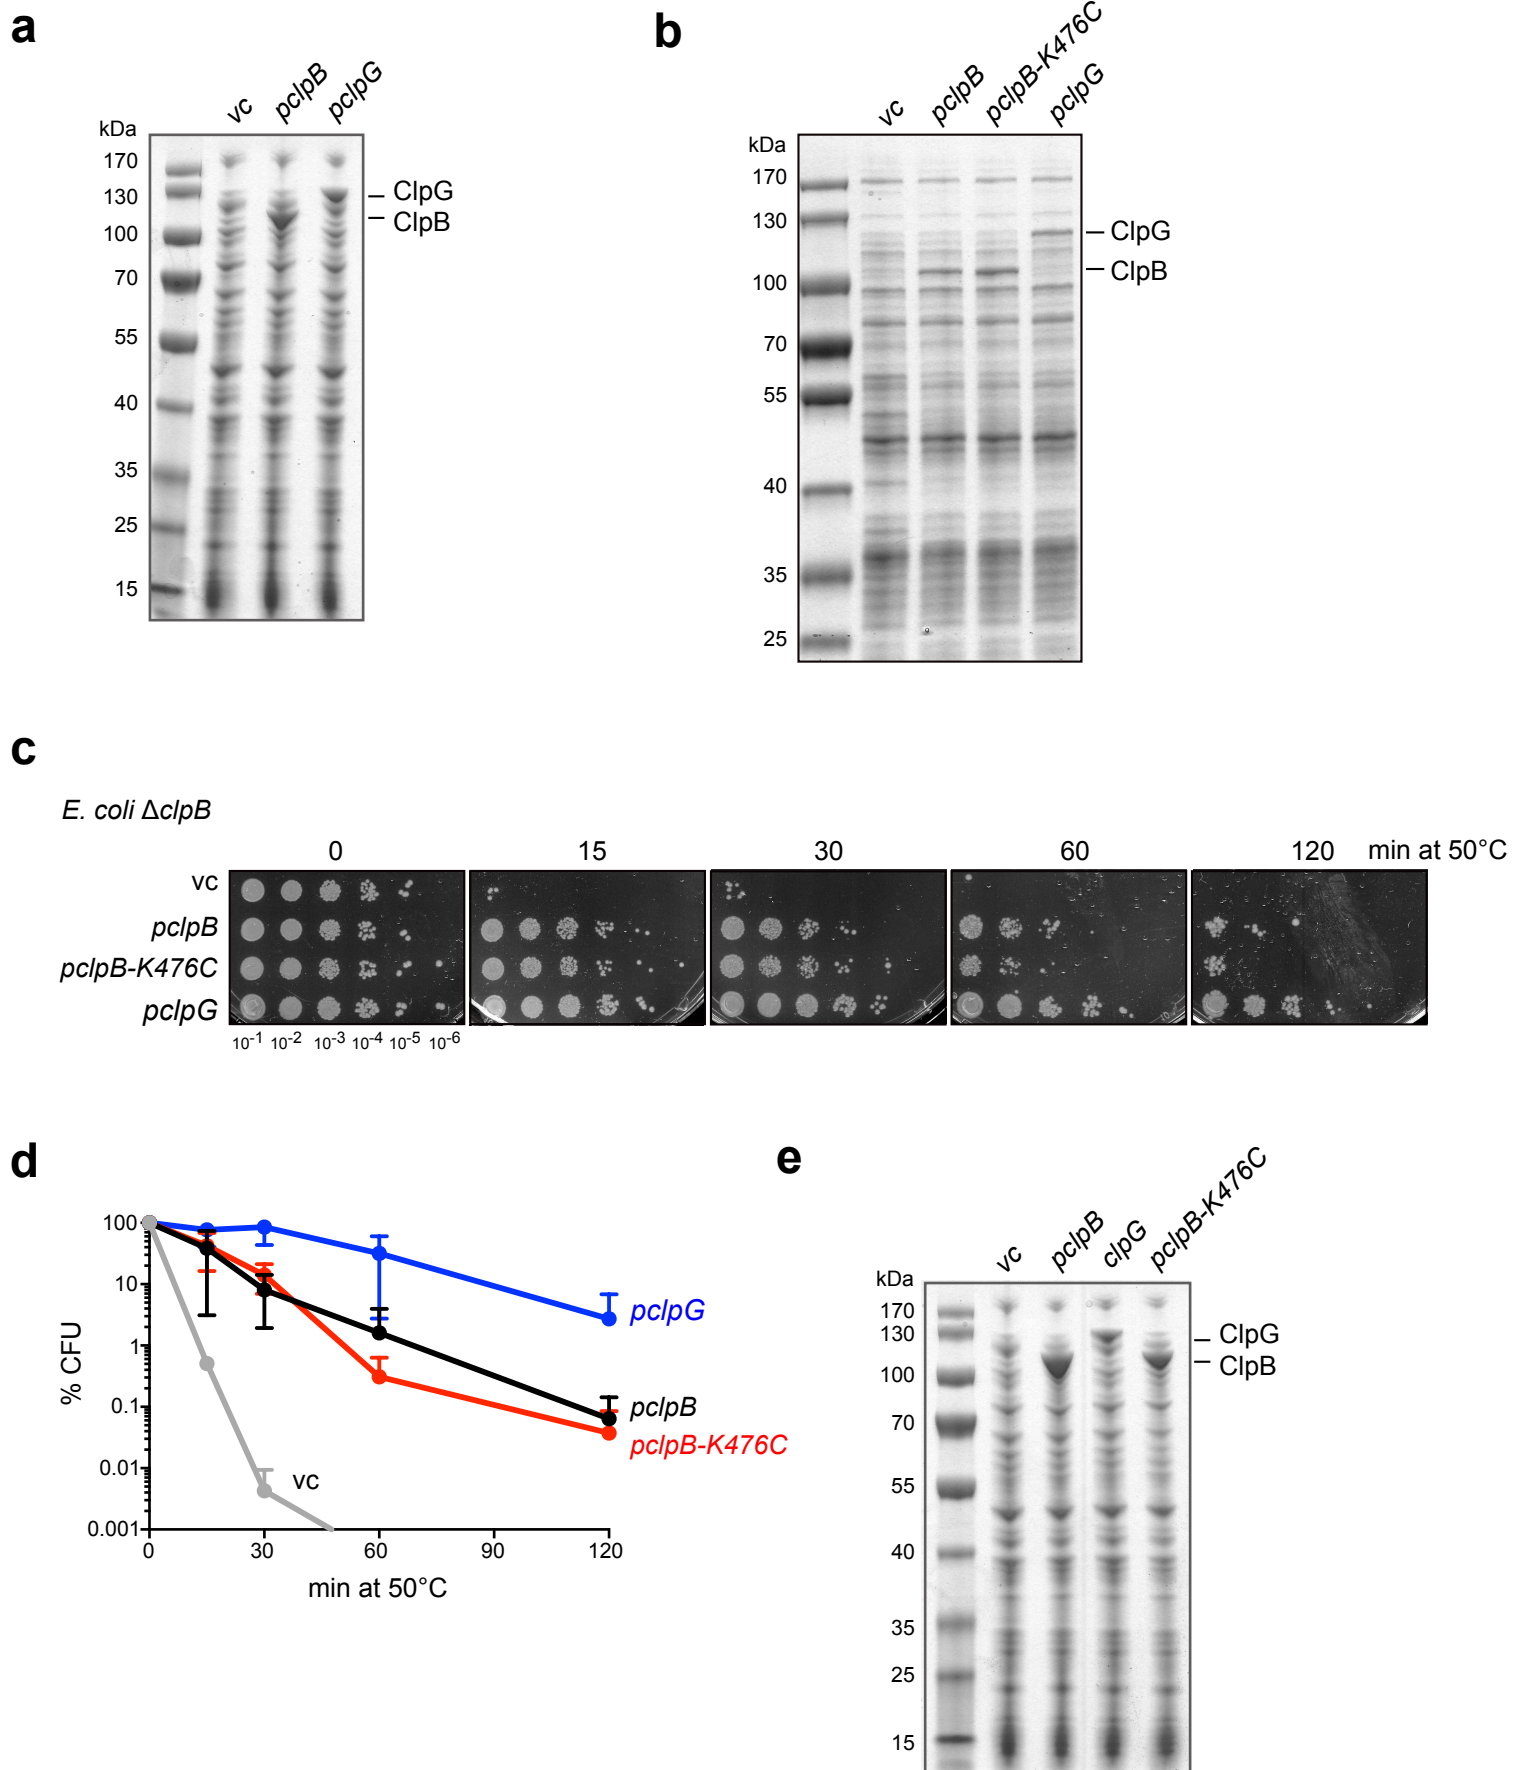 a
vc pclpB pclpG
kDa
170
130
100
70
55
40
35
25
15
ClpG
ClpB
b
vc pclpB pclpB-K476C pclpG
kDa
170
130
100
70
55
40
35
25
ClpG
ClpB
c
E. coli ΔclpB
0 15 30 60 120 min at 50°C
vc
pclpB
pclpB-K476C
pclpG
10-1 10-2 10-3 10-4 10-5 10-6
d
% CFU
100
10
1
0.1
0.01
0.001
0 30 60 90 120
min at 50°C
pclpG
pclpB
pclpB-K476C
vc
e
vc pclpB clpG pclpB-K476C
kDa
170
130
100
70
55
40
35
25
15
ClpG
ClpB